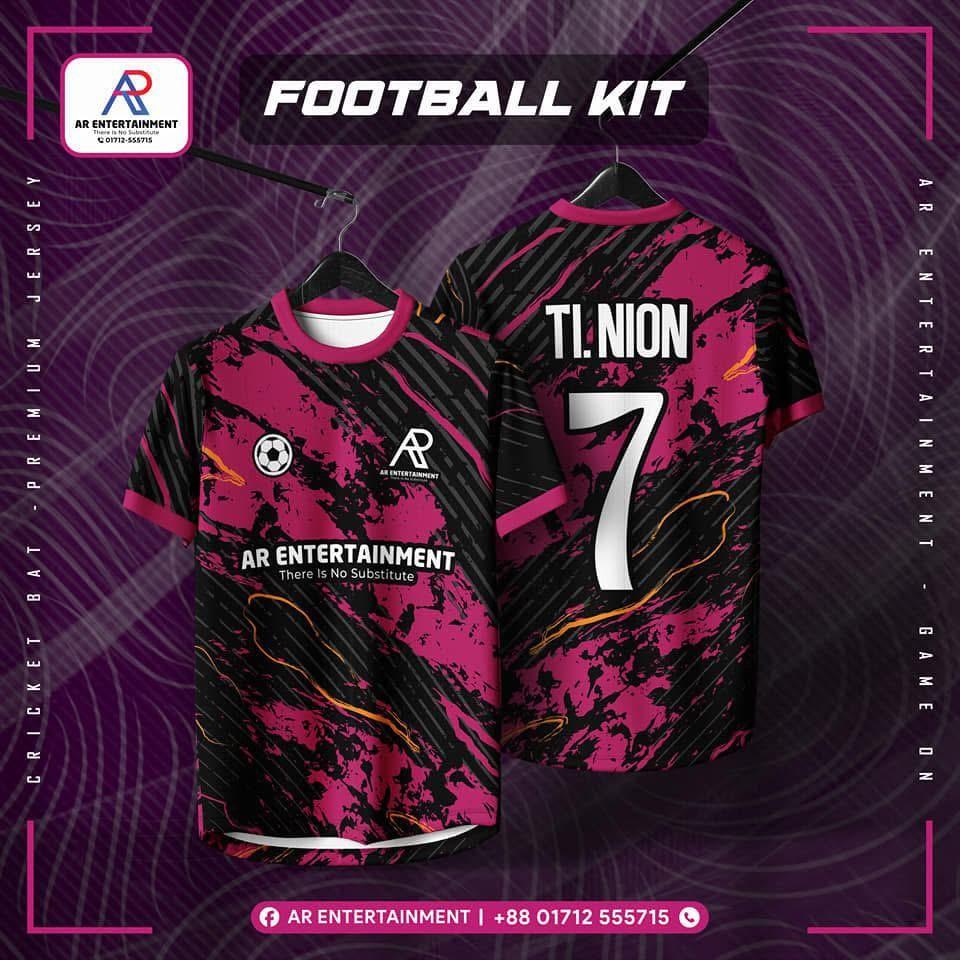 AR ENTERTAINMENT
There Is No Substitute
01712-555715
FOOTBALL KIT
CRICKET BAT -PREMIUM JERSEY
AR ENTERTAINMENT - GAME ON
TI. NION
7
AR
AR ENTERTAINMENT
There Is No Substitute
AR ENTERTAINMENT
There Is No Substitute
AR ENTERTAINMENT | +88 01712 555715